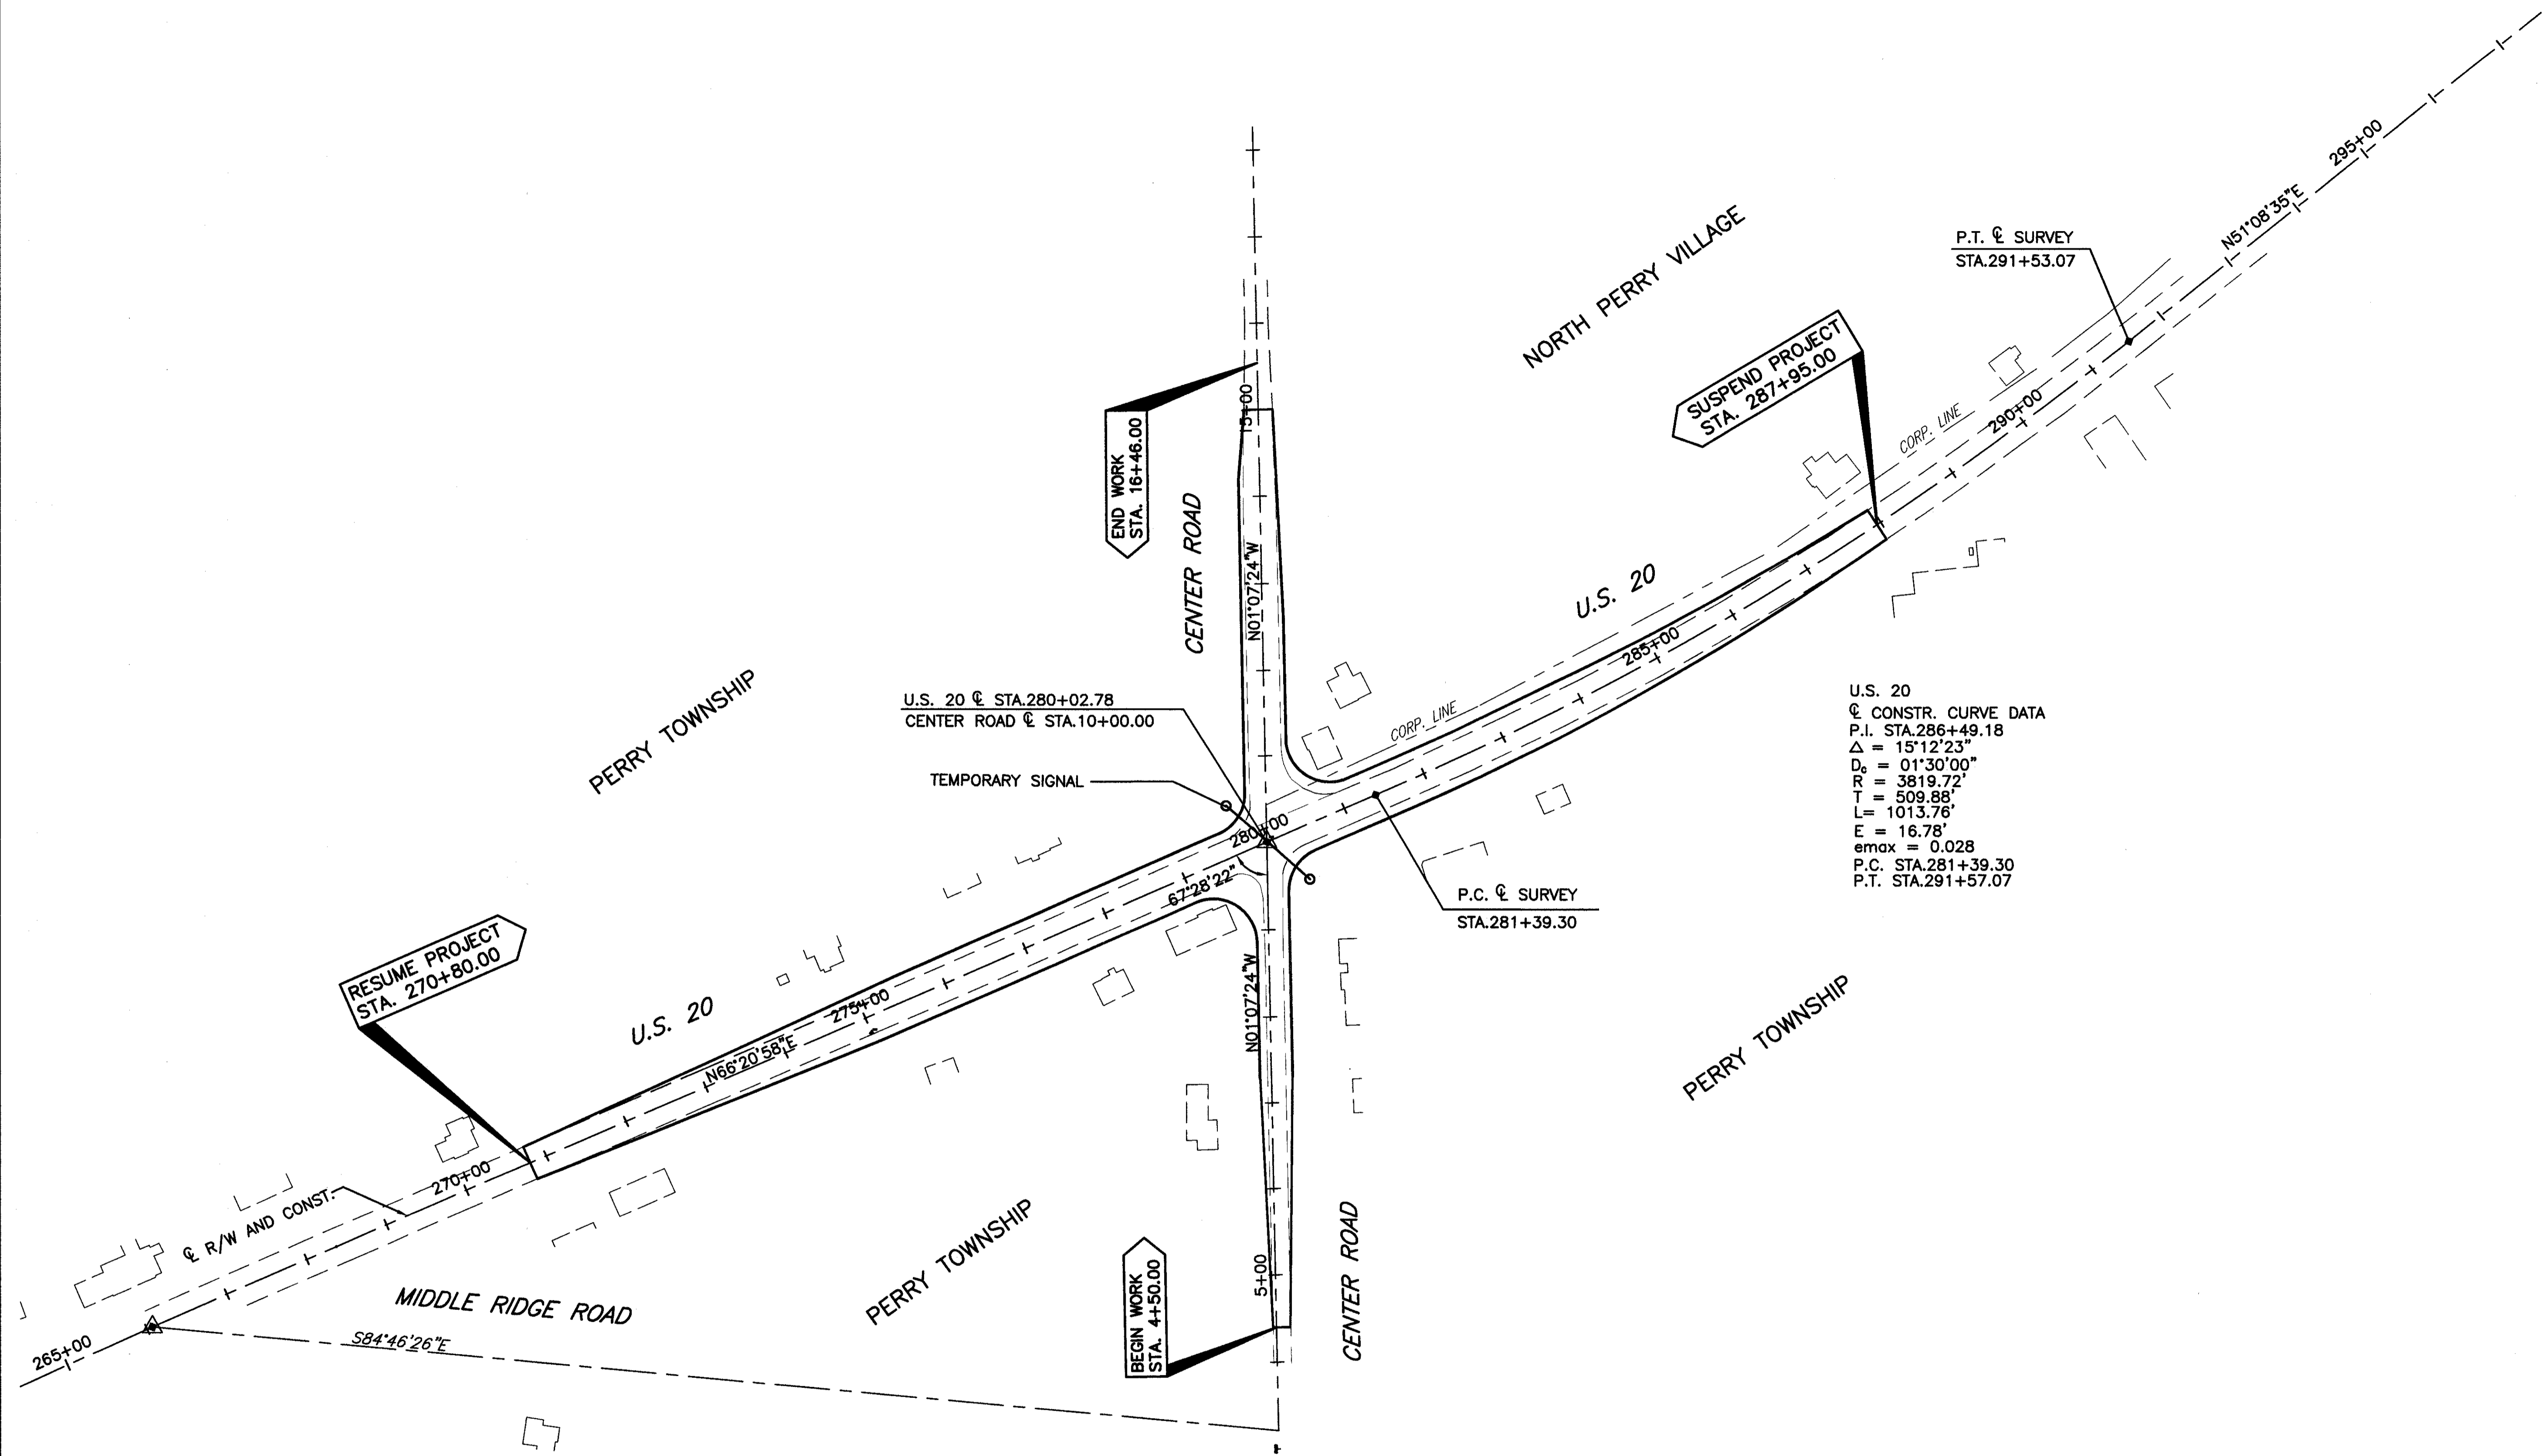 295+00
N51°08'35"E
P.T. ℄ SURVEY
STA.291+53.07
NORTH PERRY VILLAGE
SUSPEND PROJECT
STA. 287+95.00
15+00
END WORK
STA. 16+46.00
CORP. LINE
290+00
CENTER ROAD
N01°07'24"W
U.S. 20
285+00
PERRY TOWNSHIP
U.S. 20 ℄ STA.280+02.78
CENTER ROAD ℄ STA.10+00.00
CORP. LINE
U.S. 20
℄ CONSTR. CURVE DATA
P.I. STA.286+49.18
Δ = 15°12'23"
Dc = 01°30'00"
R = 3819.72'
T = 509.88'
L= 1013.76'
E = 16.78'
emax = 0.028
P.C. STA.281+39.30
P.T. STA.291+57.07
TEMPORARY SIGNAL
280+00
67°28'22"
P.C. ℄ SURVEY
STA.281+39.30
RESUME PROJECT
STA. 270+80.00
U.S. 20
275+00
N66°20'58"E
N01°07'24"W
PERRY TOWNSHIP
270+00
℄ R/W AND CONST.
PERRY TOWNSHIP
5+00
BEGIN WORK
STA. 4+50.00
CENTER ROAD
MIDDLE RIDGE ROAD
S84°46'26"E
265+00